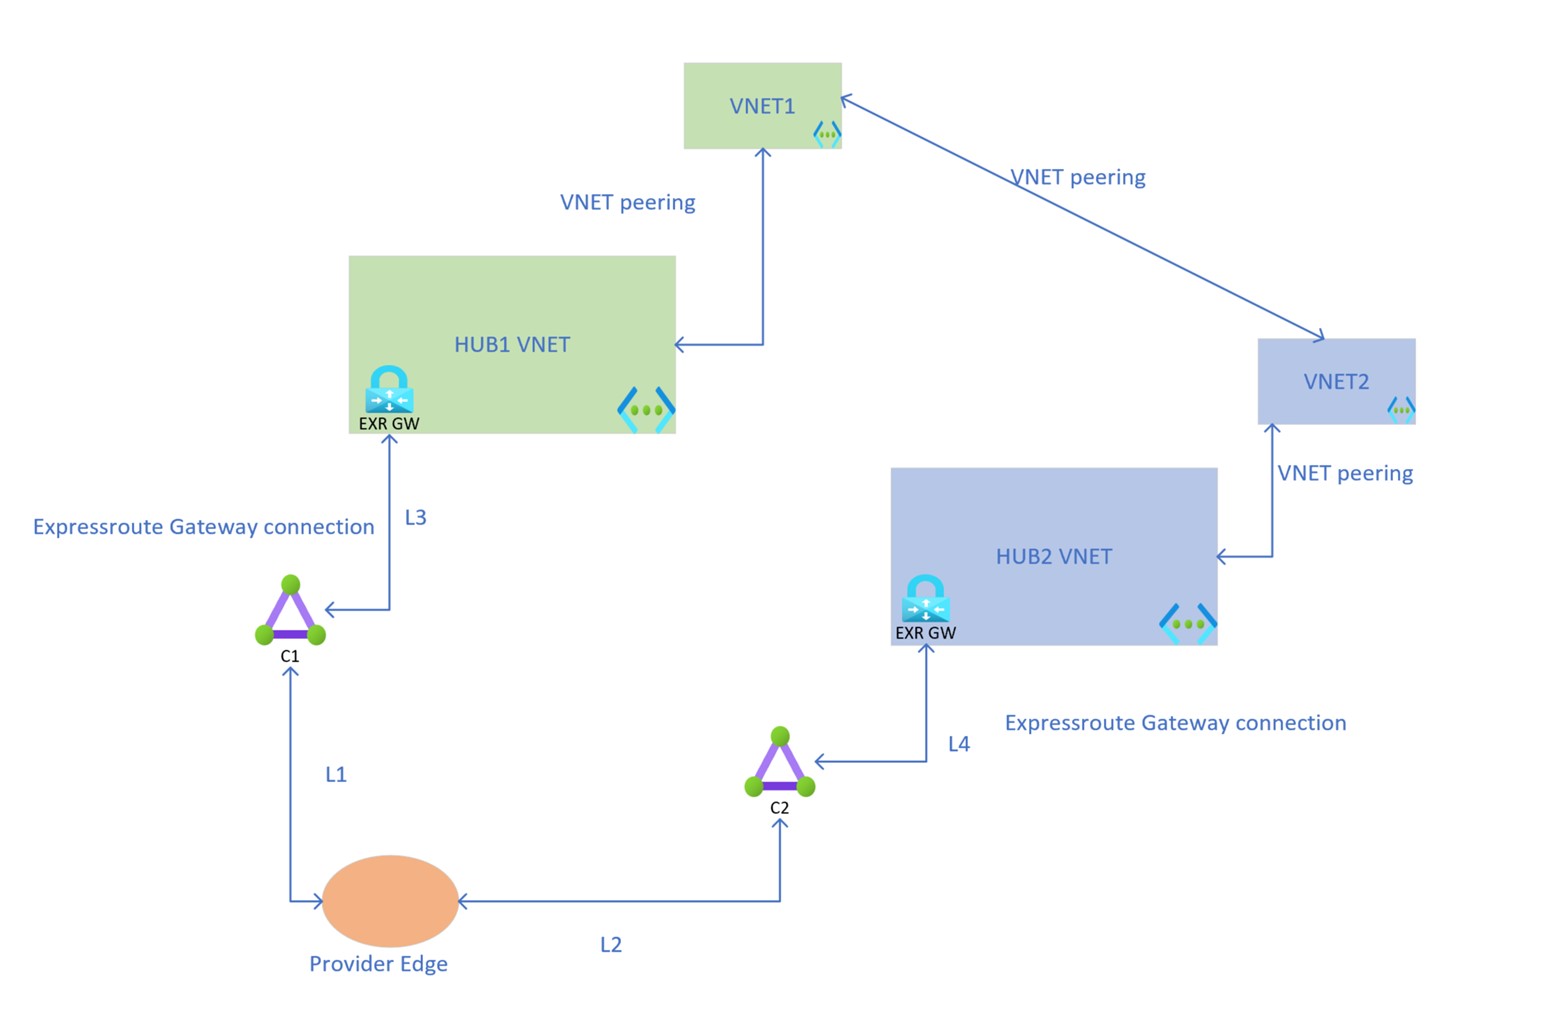 VNET1
VNET peering
VNET peering
HUB1 VNET
EXR GW
VNET2
VNET peering
Expressroute Gateway connection
L3
HUB2 VNET
EXR GW
C1
Expressroute Gateway connection
L4
L1
C2
L2
Provider Edge